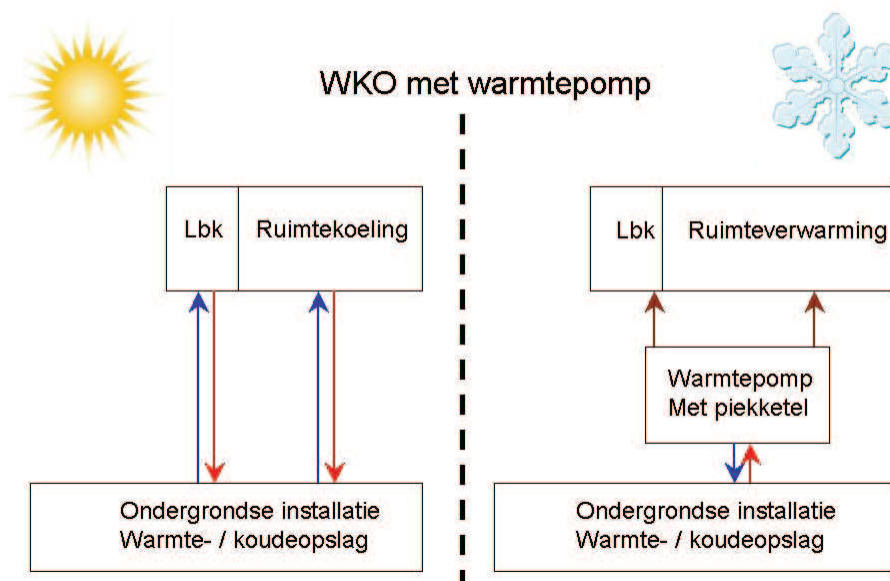 WKO met warmtepomp
Lbk
Ruimtekoeling
Ondergrondse installatie
Warmte- / koudeopslag
Lbk
Ruimteverwarming
Warmtepomp
Met piekketel
Ondergrondse installatie
Warmte- / koudeopslag